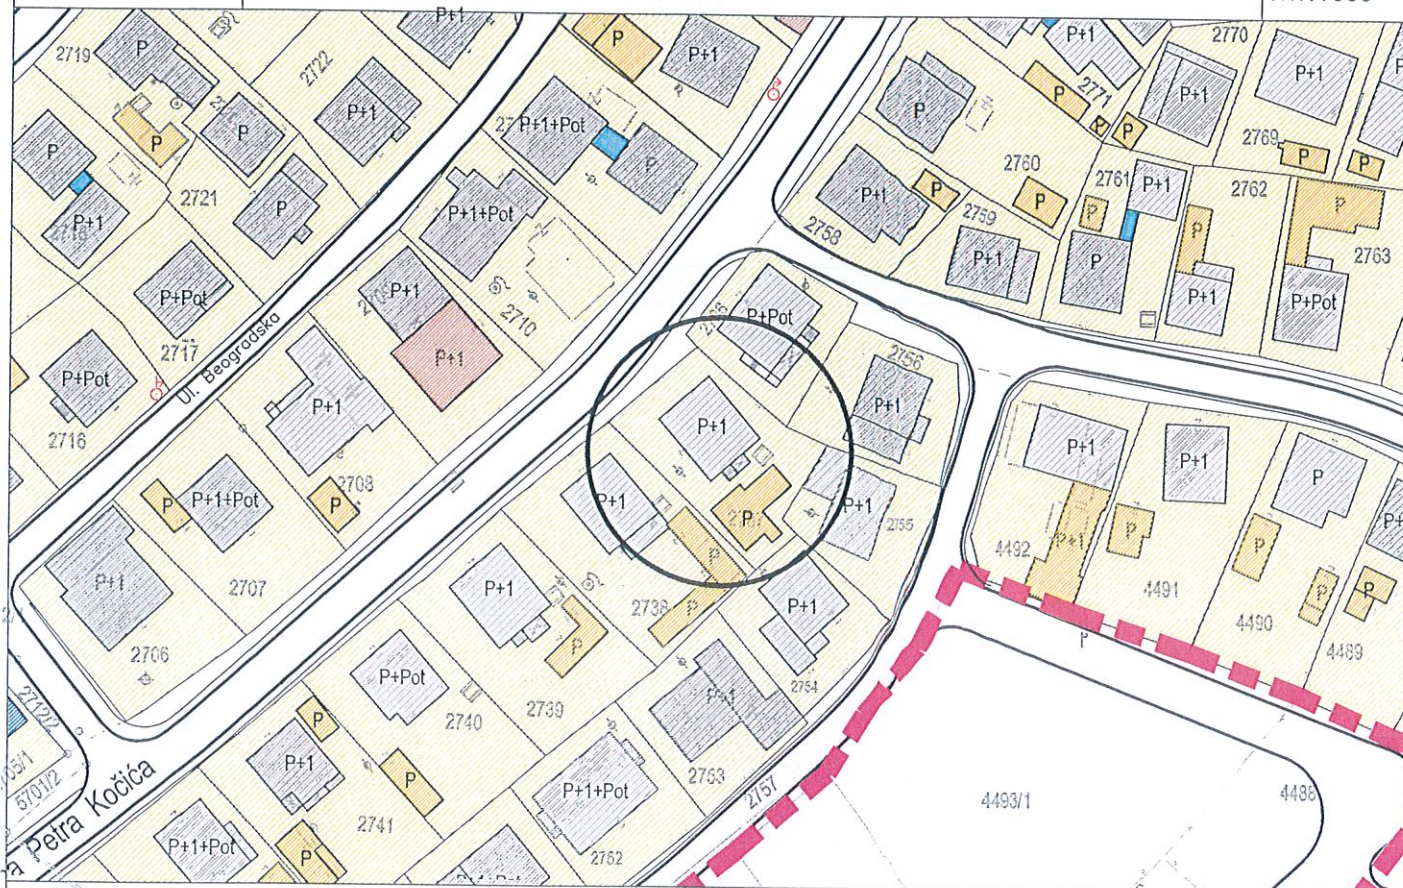 P+1
2719
P
2722
P+1
P
P+1
2770
P+1
P+1
P
2771
P+1
P
P
P
P
P+1+Pot
P
P
2760
2769
P
P
P
P+1
2721
P
P+1+Pot
P+1
P
P
2761
P+1
P
2762
P
2763
2758
2759
P
P+1
P
P+1
P+Pot
P+Pot
2717
Ul. Beogradska
P+1
2710
P+1
P+Pot
2756
P+Pot
2716
P+1
P+1
P+1
P+1
P+1
P
P
P+1+Pot
2708
P
P+1
P
P+1
2755
P
4492
P+1
P
P
P+1
2707
P+1
2738
P
P
P+1
4491
4490
P
P
4489
2706
P+Pot
P
2754
P+1
2712/2
2740
2739
P
P+1
P
P+1+Pot
2753
2757
4493/1
4488
5701/2
Petra Kočića
P+1+Pot
P
2741
2752